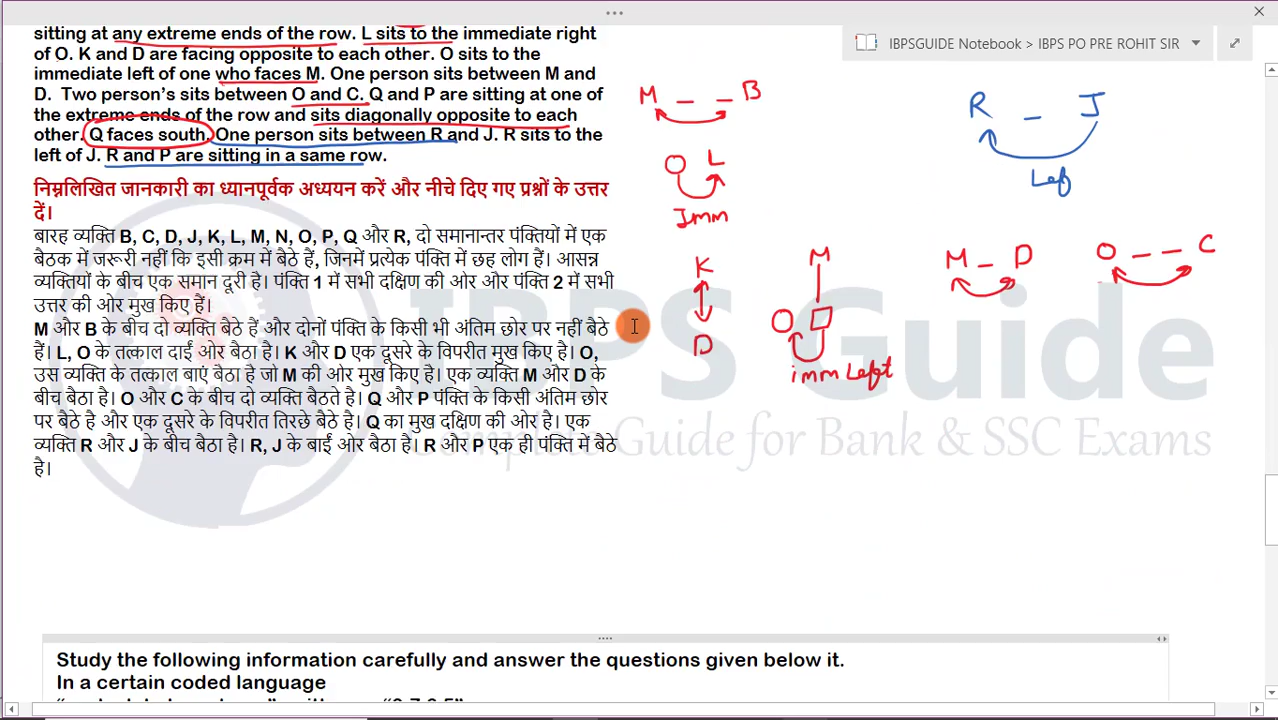 IBPSGUIDE Notebook > IBPS PO PRE ROHIT SIR
sitting at any extreme ends of the row. L sits to the immediate right
of O. K and D are facing opposite to each other. O sits to the
immediate left of one who faces M. One person sits between M and
D. Two person's sits between O and C. Q and P are sitting at one of
the extreme ends of the row and sits diagonally opposite to each
other. Q faces south. One person sits between R and J. R sits to the
left of J. R and P are sitting in a same row.
निम्नलिखित जानकारी का ध्यानपूर्वक अध्ययन करें और नीचे दिए गए प्रश्नों के उत्तर
दें।
बारह व्यक्ति B, C, D, J, K, L, M, N, O, P, Q और R, दो समानान्तर पंक्तियों में एक
बैठक में जरूरी नहीं कि इसी क्रम में बैठे हैं, जिनमें प्रत्येक पंक्ति में छह लोग हैं। आसन्न
व्यक्तियों के बीच एक समान दूरी है। पंक्ति 1 में सभी दक्षिण की ओर और पंक्ति 2 में सभी
उत्तर की ओर मुख किए हैं।
M और B के बीच दो व्यक्ति बैठे हैं और दोनों पंक्ति के किसी भी अंतिम छोर पर नहीं बैठे
हैं। L, O के तत्काल दाईं ओर बैठा है। K और D एक दूसरे के विपरीत मुख किए है। O,
उस व्यक्ति के तत्काल बाएं बैठा है जो M की ओर मुख किए है। एक व्यक्ति M और D के
बीच बैठा है। O और C के बीच दो व्यक्ति बैठते है। Q और P पंक्ति के किसी अंतिम छोर
पर बैठे है और एक दूसरे के विपरीत तिरछे बैठे है। Q का मुख दक्षिण की ओर है। एक
व्यक्ति R और J के बीच बैठा है। R, J के बाईं ओर बैठा है। R और P एक ही पंक्ति में बैठे
है।
M _ _ B
R _ J
Left
O L
Imm
K
D
M
O
imm Left
M _ D
O _ _ C
IBPS Guide
Complete Guide for Bank & SSC Exams
Study the following information carefully and answer the questions given below it.
In a certain coded language